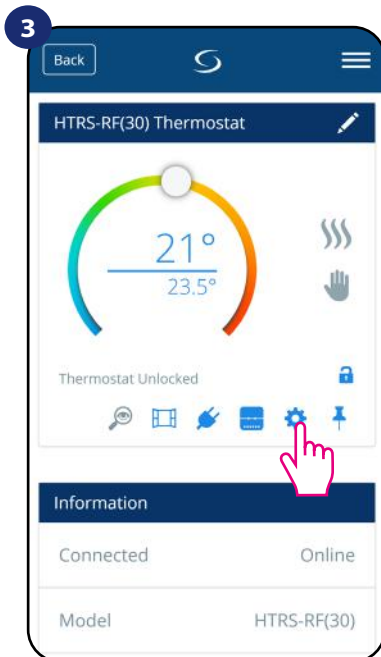 3
Back
HTRS-RF(30) Thermostat
21°
23.5°
Thermostat Unlocked
Information
Connected Online
Model HTRS-RF(30)